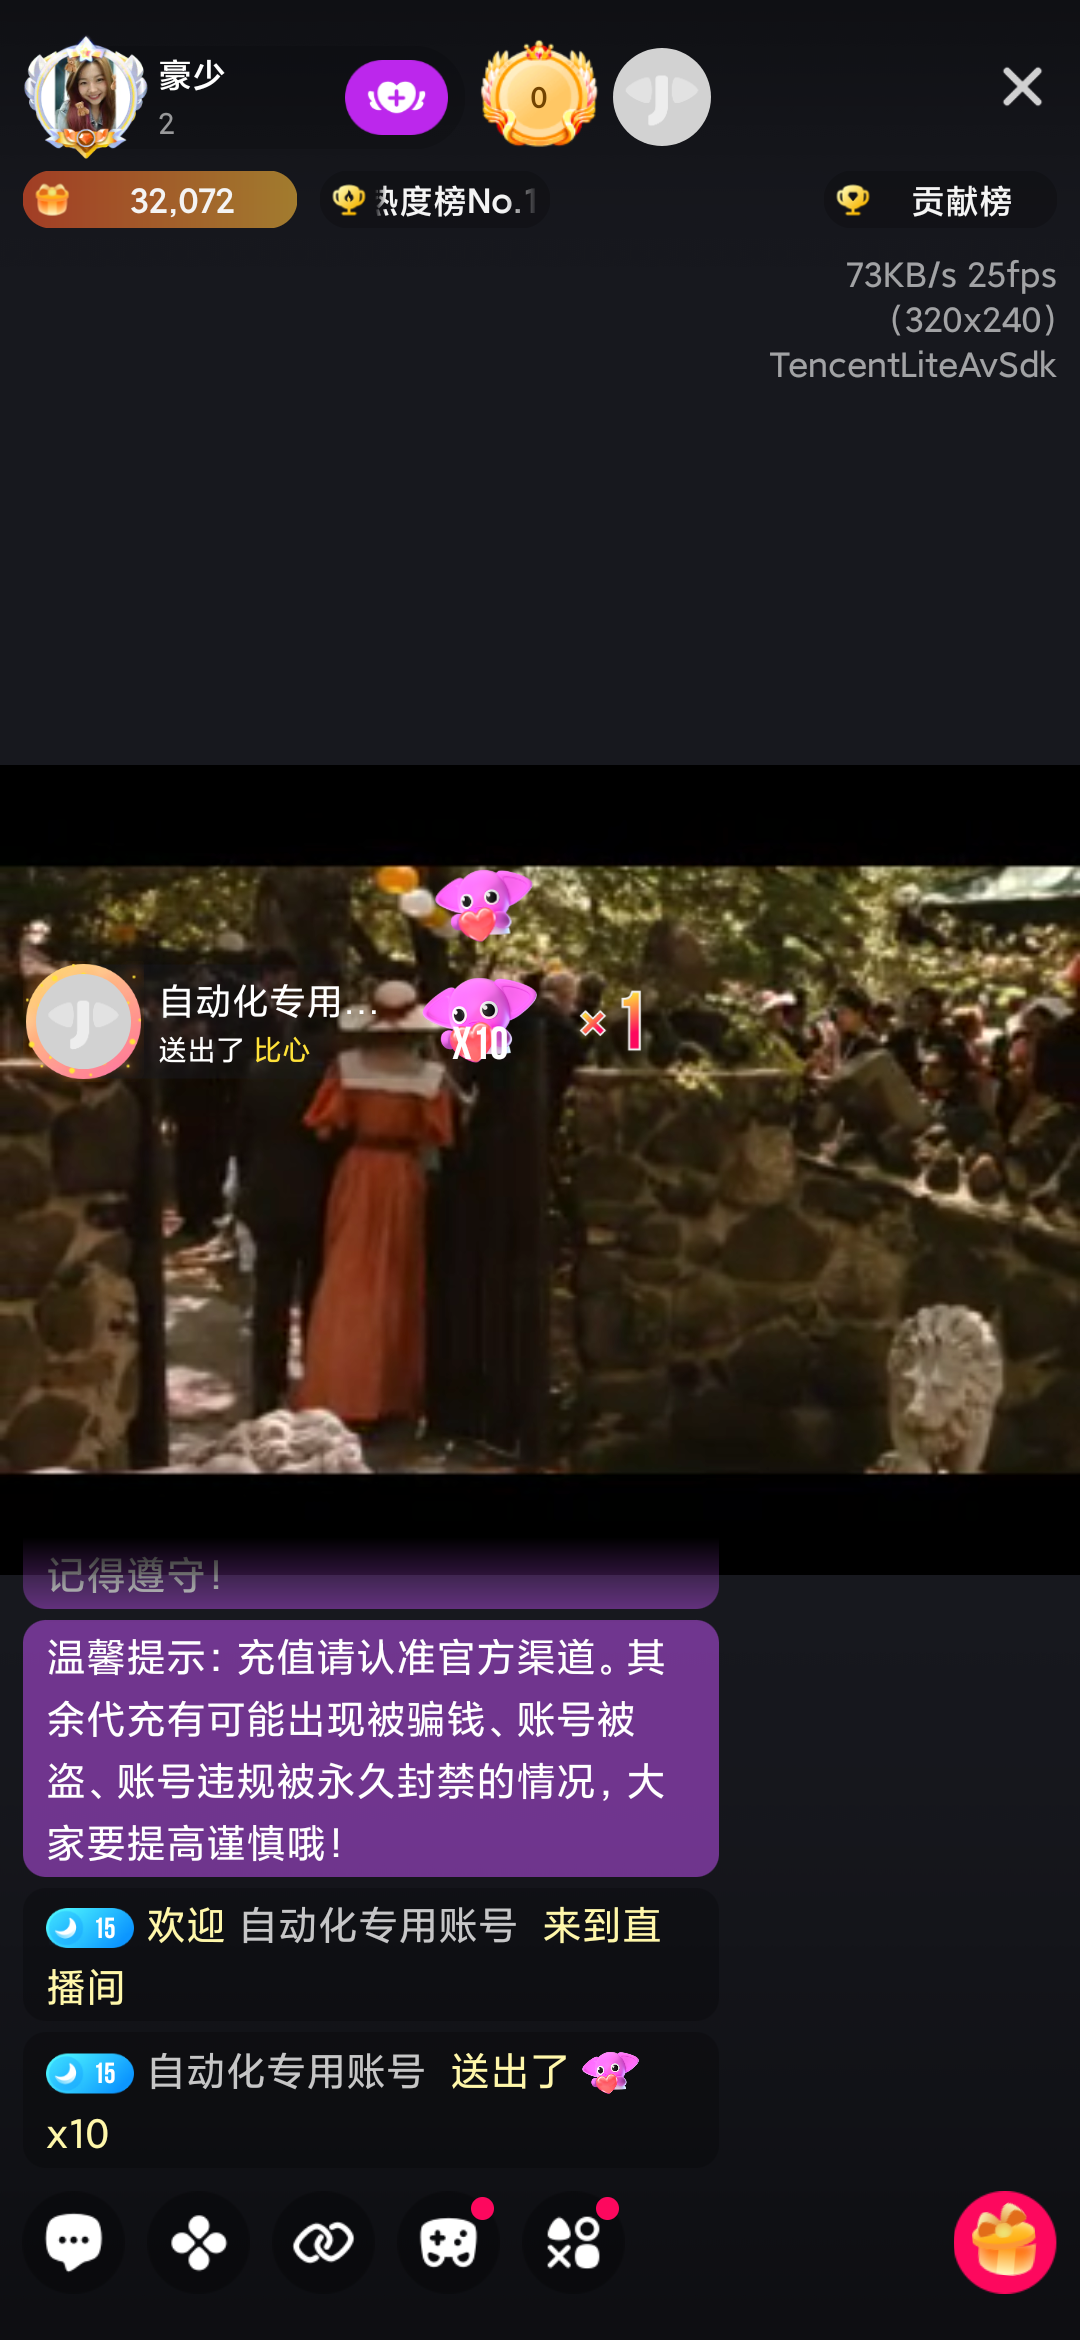 豪少
2
0
32,072
热度榜No.1
贡献榜
73KB/s 25fps
(320x240)
TencentLiteAvSdk
自动化专用...
送出了 比心
X10
×1
记得遵守!
温馨提示: 充值请认准官方渠道。其
余代充有可能出现被骗钱、账号被
盗、账号违规被永久封禁的情况, 大
家要提高谨慎哦!
15 欢迎 自动化专用账号 来到直
播间
15 自动化专用账号 送出了
x10